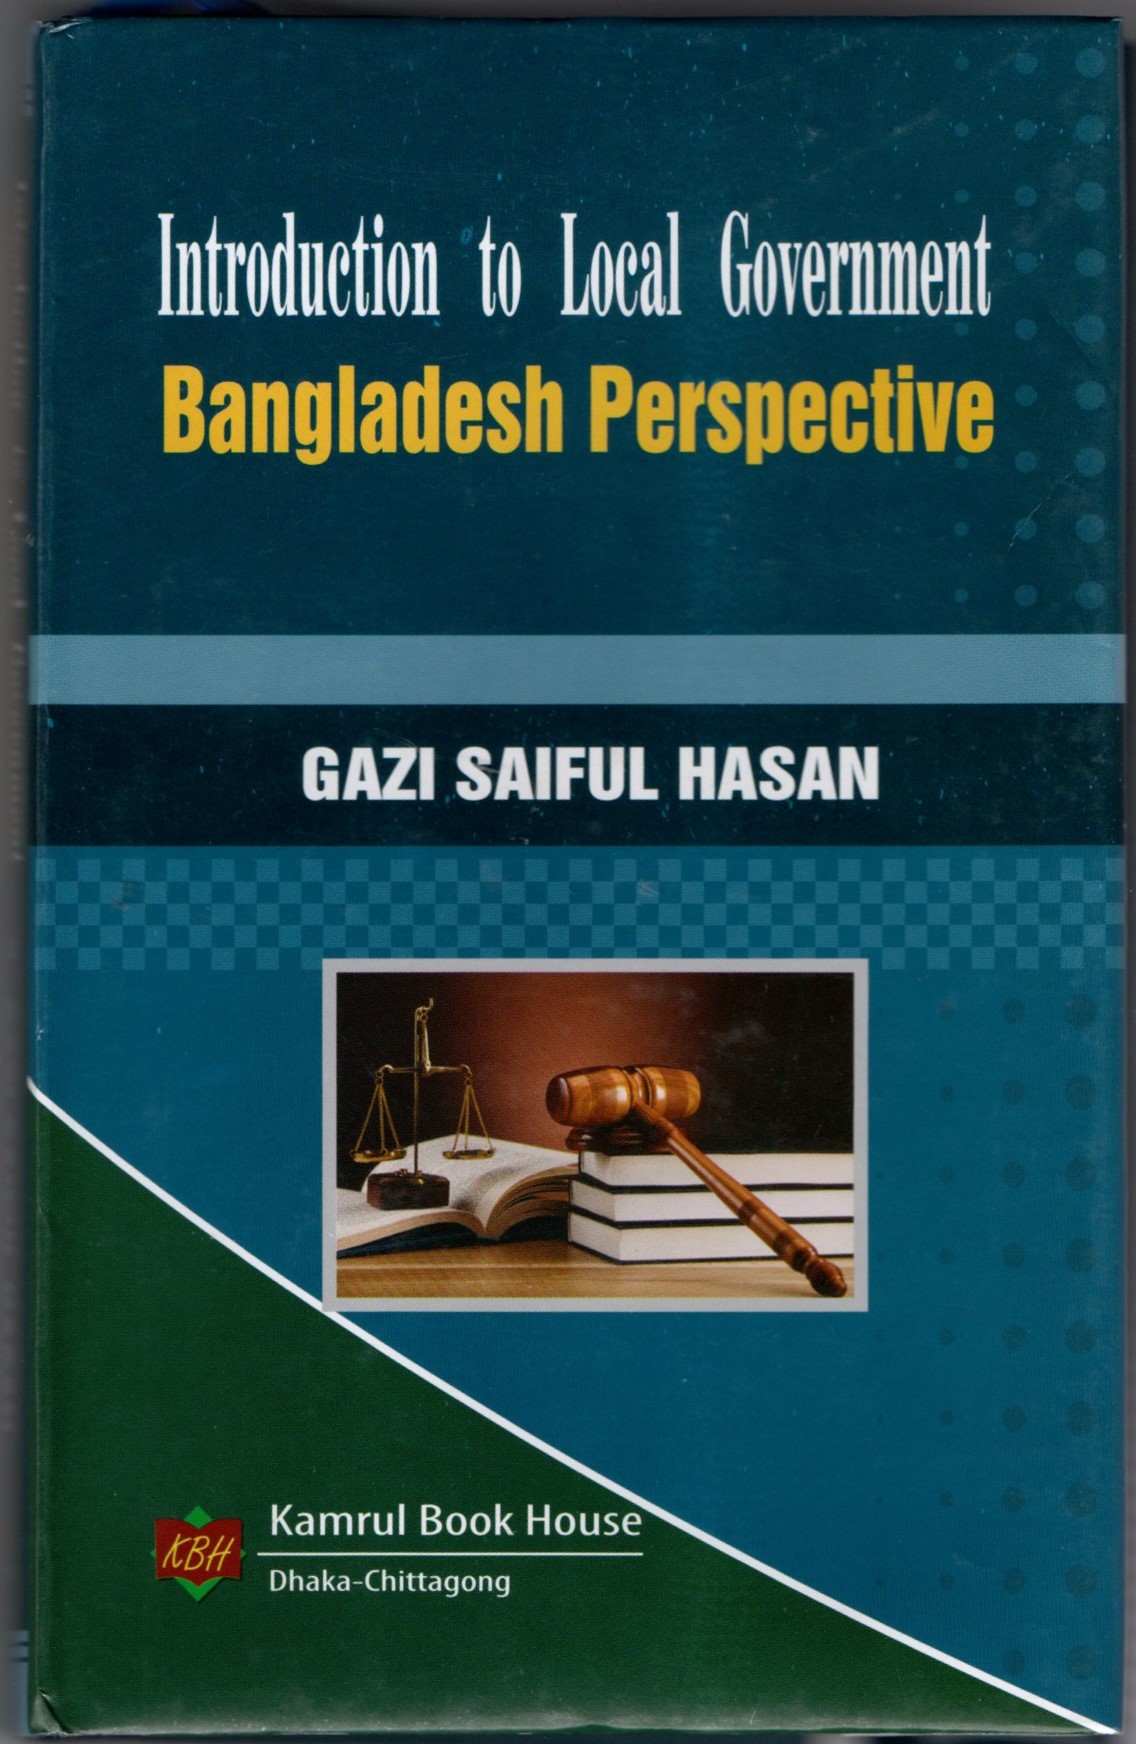 Introduction to Local Government
Bangladesh Perspective
GAZI SAIFUL HASAN
KBH
Kamrul Book House
Dhaka-Chittagong